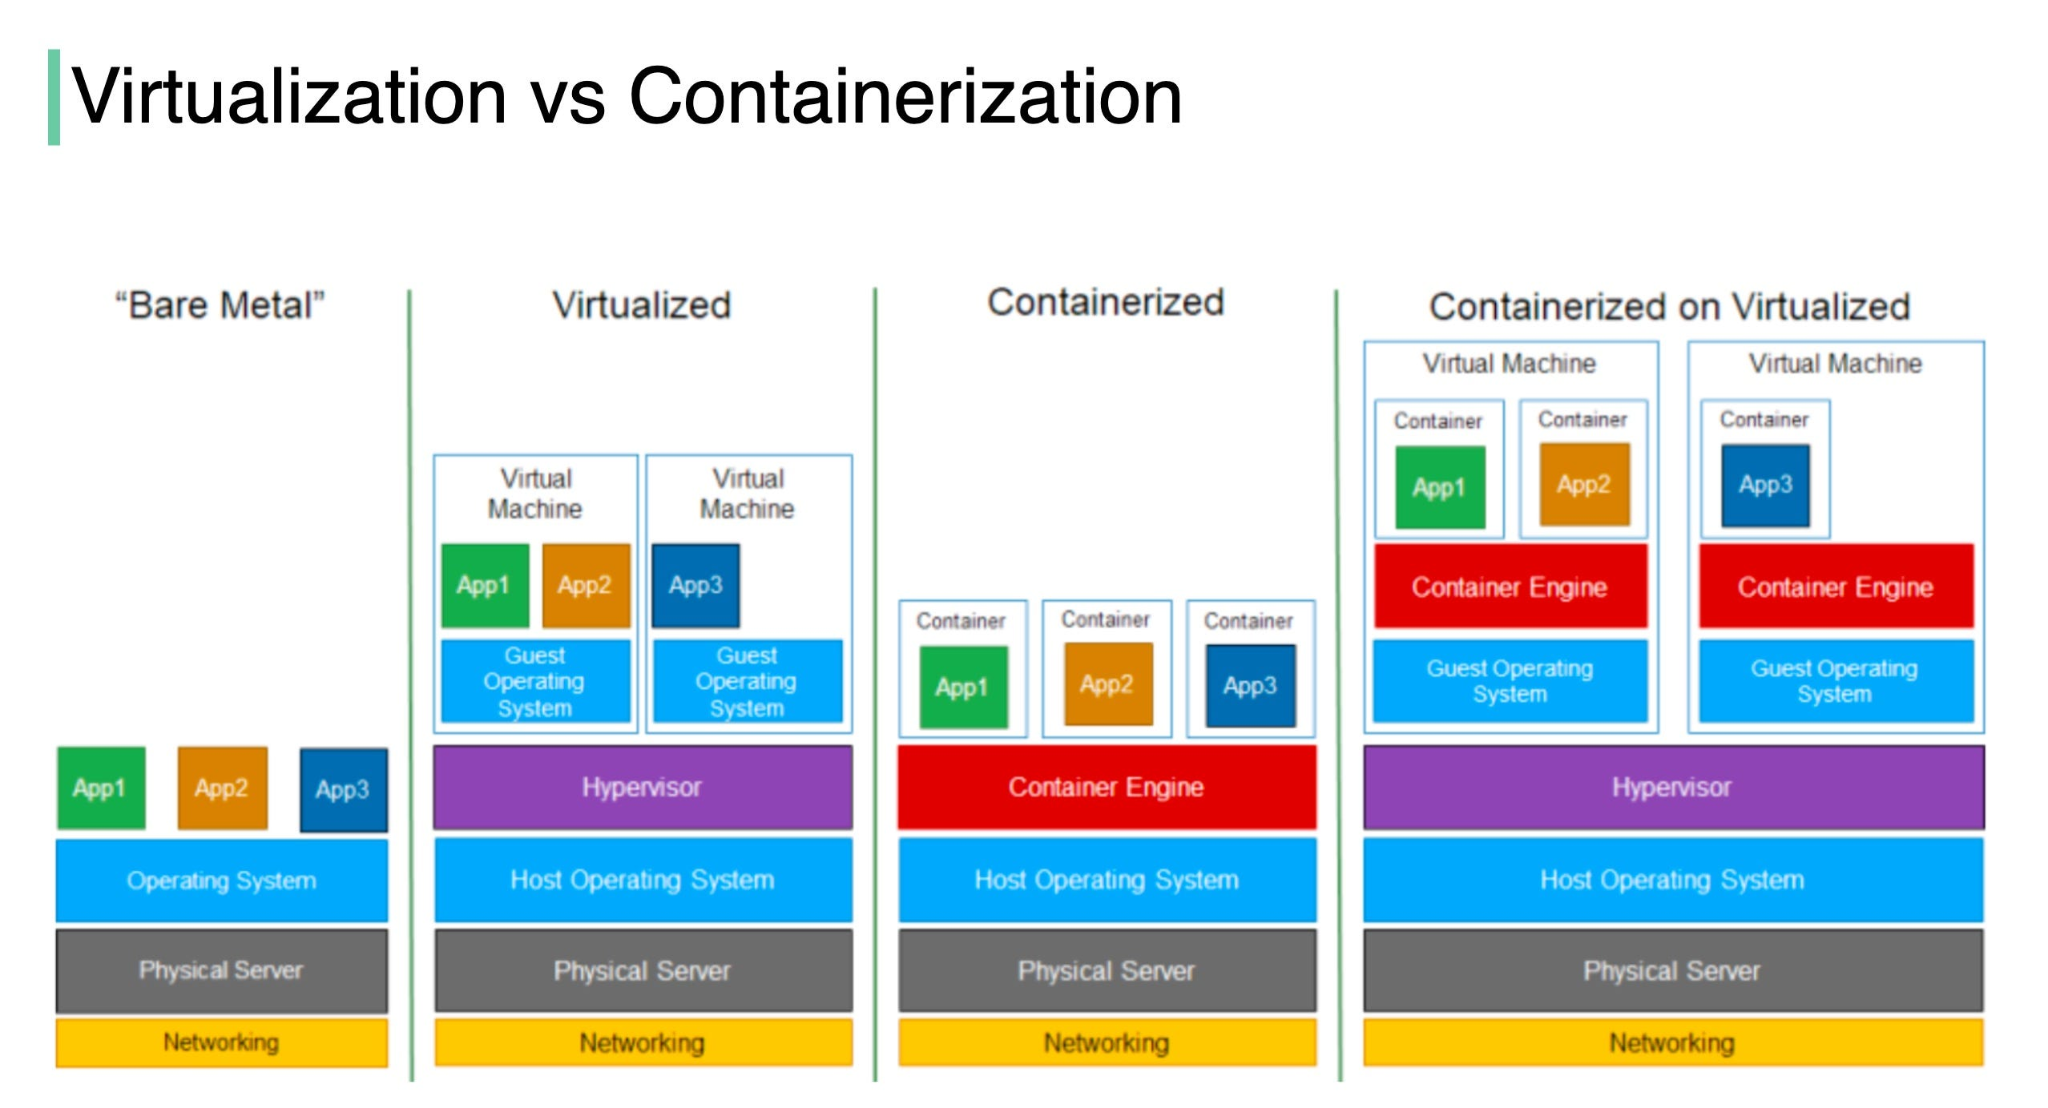 Virtualization vs Containerization
“Bare Metal”
App1
App2
App3
Operating System
Physical Server
Networking
Virtualized
Virtual
Machine
App1
App2
Guest
Operating
System
Virtual
Machine
App3
Guest
Operating
System
Hypervisor
Host Operating System
Physical Server
Networking
Containerized
Container
App1
Container
App2
Container
App3
Container Engine
Host Operating System
Physical Server
Networking
Containerized on Virtualized
Virtual Machine
Container
App1
Container
App2
Container Engine
Guest Operating
System
Virtual Machine
Container
App3
Container Engine
Guest Operating
System
Hypervisor
Host Operating System
Physical Server
Networking